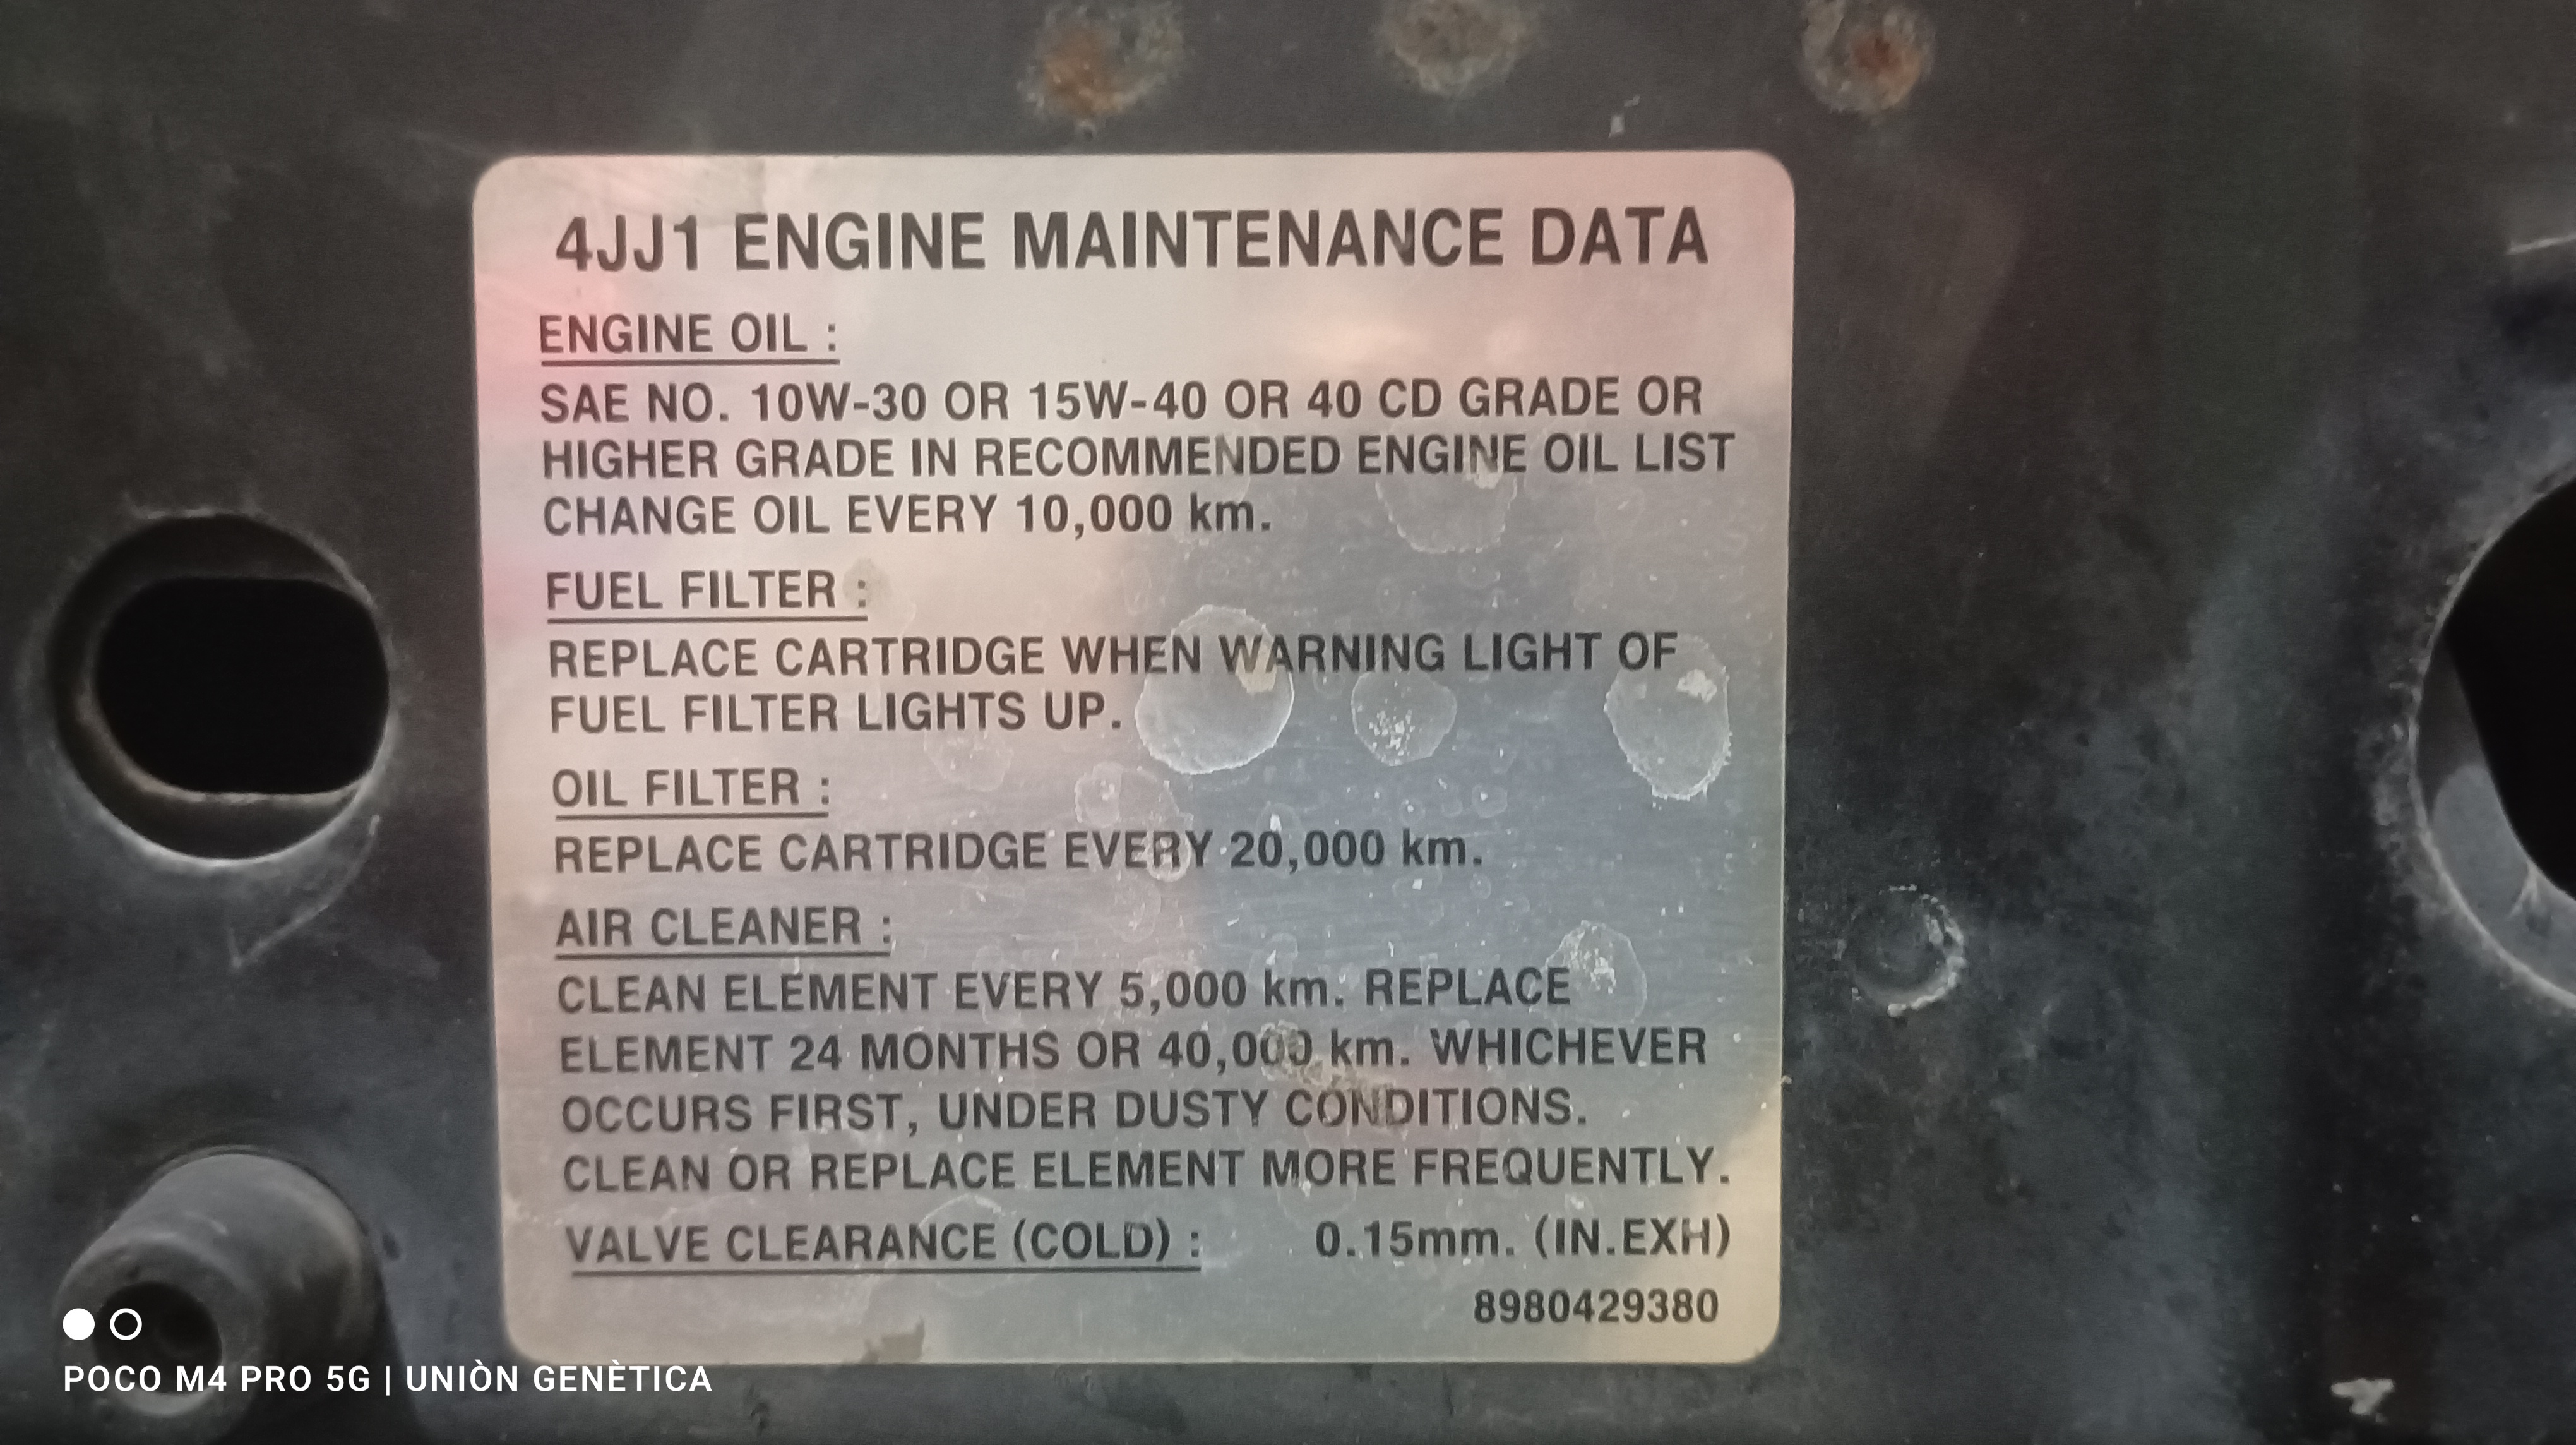 4JJ1 ENGINE MAINTENANCE DATA
ENGINE OIL :
SAE NO. 10W-30 OR 15W-40 OR 40 CD GRADE OR
HIGHER GRADE IN RECOMMENDED ENGINE OIL LIST
CHANGE OIL EVERY 10,000 km.
FUEL FILTER :
REPLACE CARTRIDGE WHEN WARNING LIGHT OF
FUEL FILTER LIGHTS UP.
OIL FILTER :
REPLACE CARTRIDGE EVERY 20,000 km.
AIR CLEANER :
CLEAN ELEMENT EVERY 5,000 km. REPLACE
ELEMENT 24 MONTHS OR 40,000 km. WHICHEVER
OCCURS FIRST, UNDER DUSTY CONDITIONS.
CLEAN OR REPLACE ELEMENT MORE FREQUENTLY.
VALVE CLEARANCE (COLD) : 0.15mm. (IN.EXH)
8980429380
POCO M4 PRO 5G | UNIÒN GENÈTICA